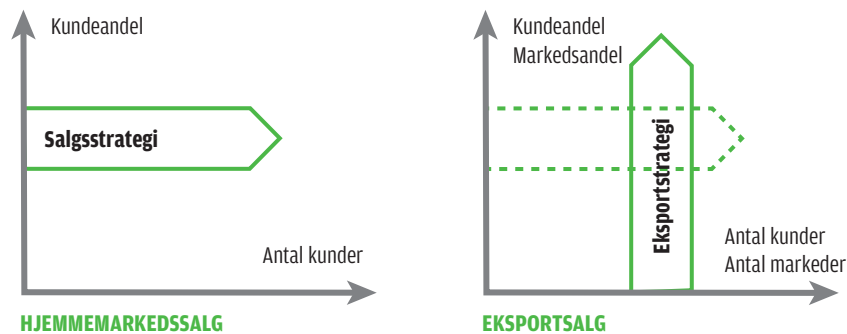 Kundeandel
Salgsstrategi
Antal kunder
HJEMMEMARKEDSSALG
Kundeandel
Markedsandel
Eksportstrategi
Antal kunder
Antal markeder
EKSPORTSALG